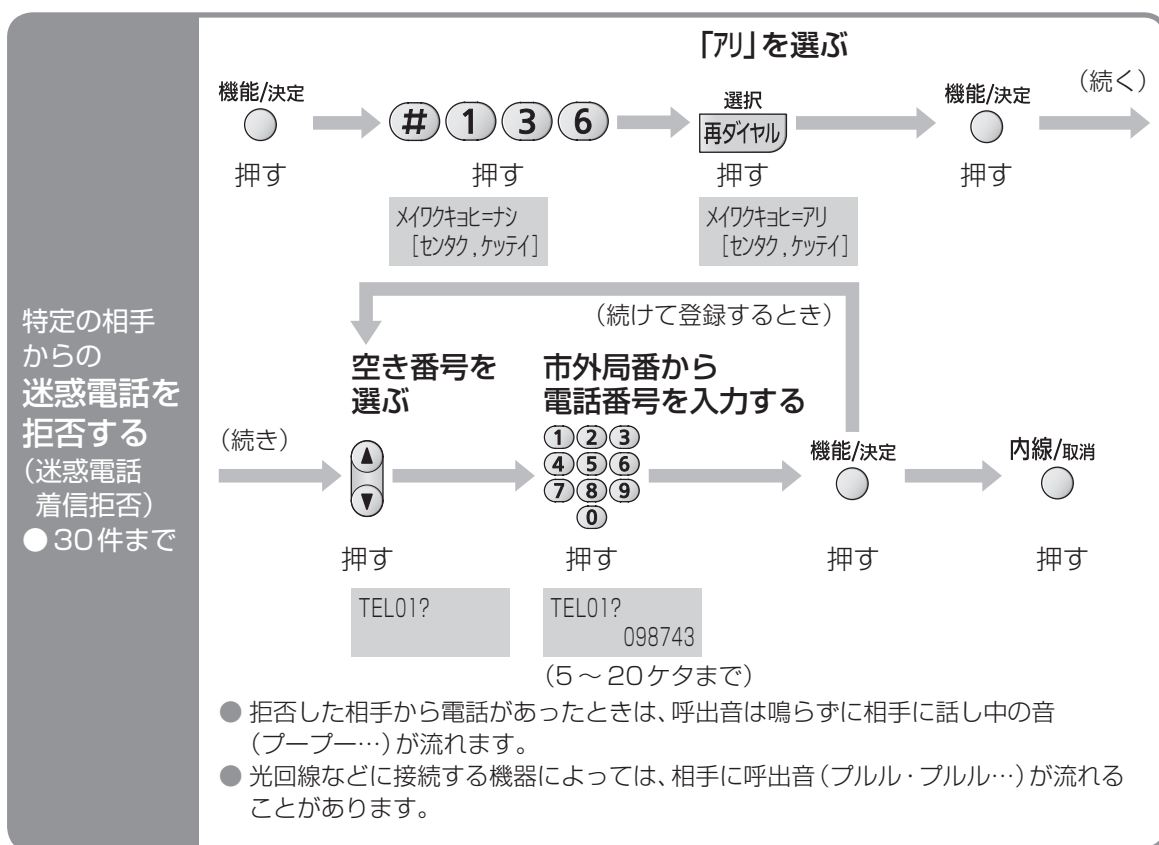 特定の相手
からの
迷惑電話を
拒否する
（迷惑電話
着信拒否）
●30件まで
「アリ」を選ぶ
機能/決定
押す
#136
押す
メイワクキョヒ=ナシ
[センタク,ケッテイ]
選択
再ダイヤル
押す
メイワクキョヒ=アリ
[センタク,ケッテイ]
機能/決定
押す
（続く）
（続けて登録するとき）
（続き）
空き番号を
選ぶ
押す
TEL01?
市外局番から
電話番号を入力する
1 2 3
4 5 6
7 8 9
0
押す
TEL01?
098743
（5～20ケタまで）
機能/決定
押す
内線/取消
押す
● 拒否した相手から電話があったときは、呼出音は鳴らずに相手に話し中の音
（プープー…）が流れます。
● 光回線などに接続する機器によっては、相手に呼出音（プルル・プルル…）が流れる
ことがあります。